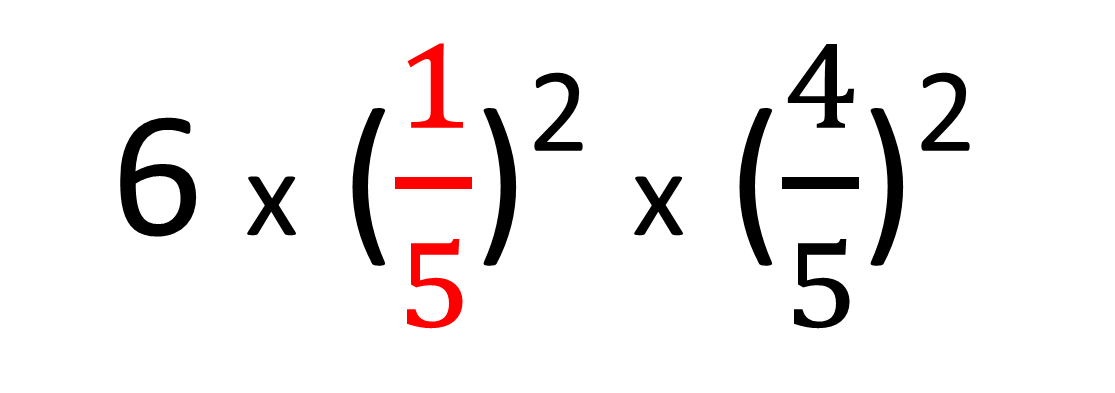 6 x (1/5)² x (4/5)²